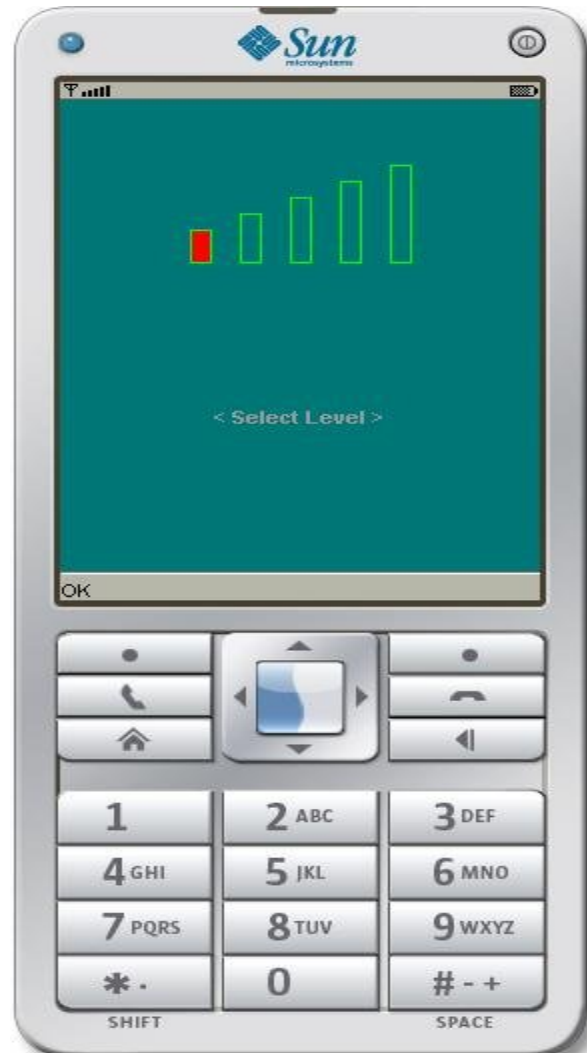 Sun
microsystems
< Select Level >
OK
1
2 ABC
3 DEF
4 GHI
5 JKL
6 MNO
7 PQRS
8 TUV
9 WXYZ
* .
0
# - +
SHIFT
SPACE